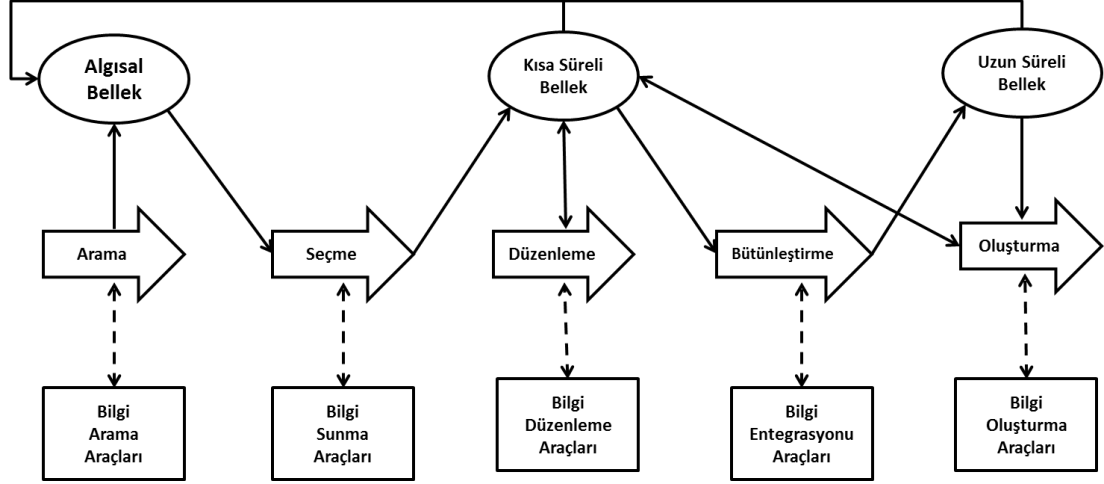 Algısal
Bellek
Kısa Süreli
Bellek
Uzun Süreli
Bellek
Arama
Seçme
Düzenleme
Bütünleştirme
Oluşturma
Bilgi
Arama
Araçları
Bilgi
Sunma
Araçları
Bilgi
Düzenleme
Araçları
Bilgi
Entegrasyonu
Araçları
Bilgi
Oluşturma
Araçları